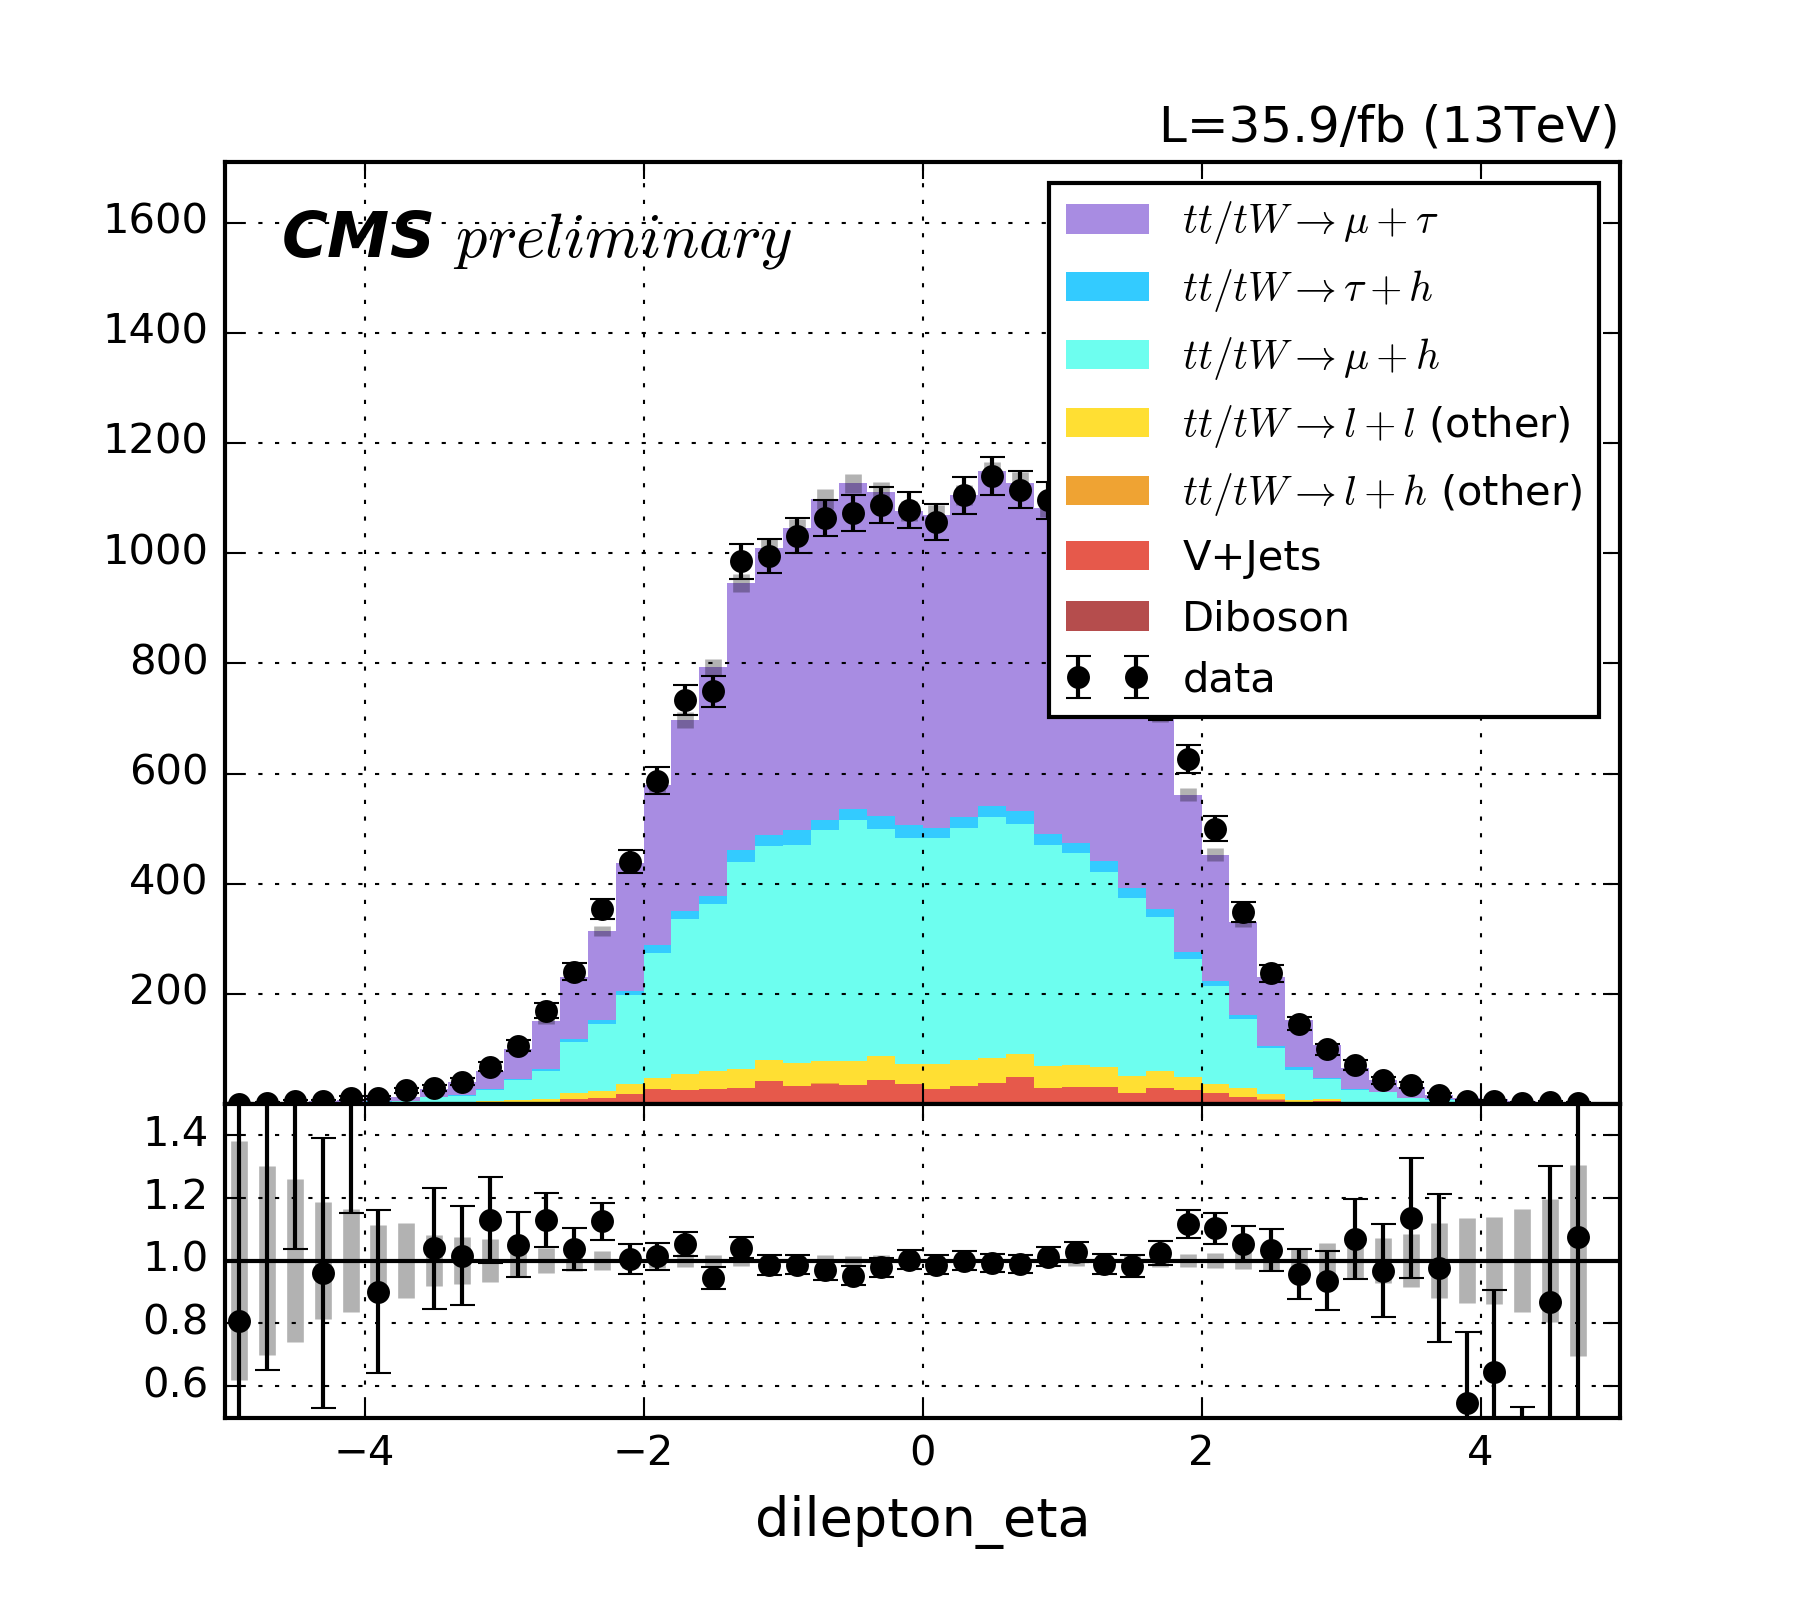 L=35.9/fb (13TeV)
CMS preliminary
1600
1400
1200
1000
800
600
400
200
tt/tW→μ+τ
tt/tW→τ+h
tt/tW→μ+h
tt/tW→l+l (other)
tt/tW→l+h (other)
V+Jets
Diboson
data
1.4
1.2
1.0
0.8
0.6
−4 −2 0 2 4
dilepton_eta